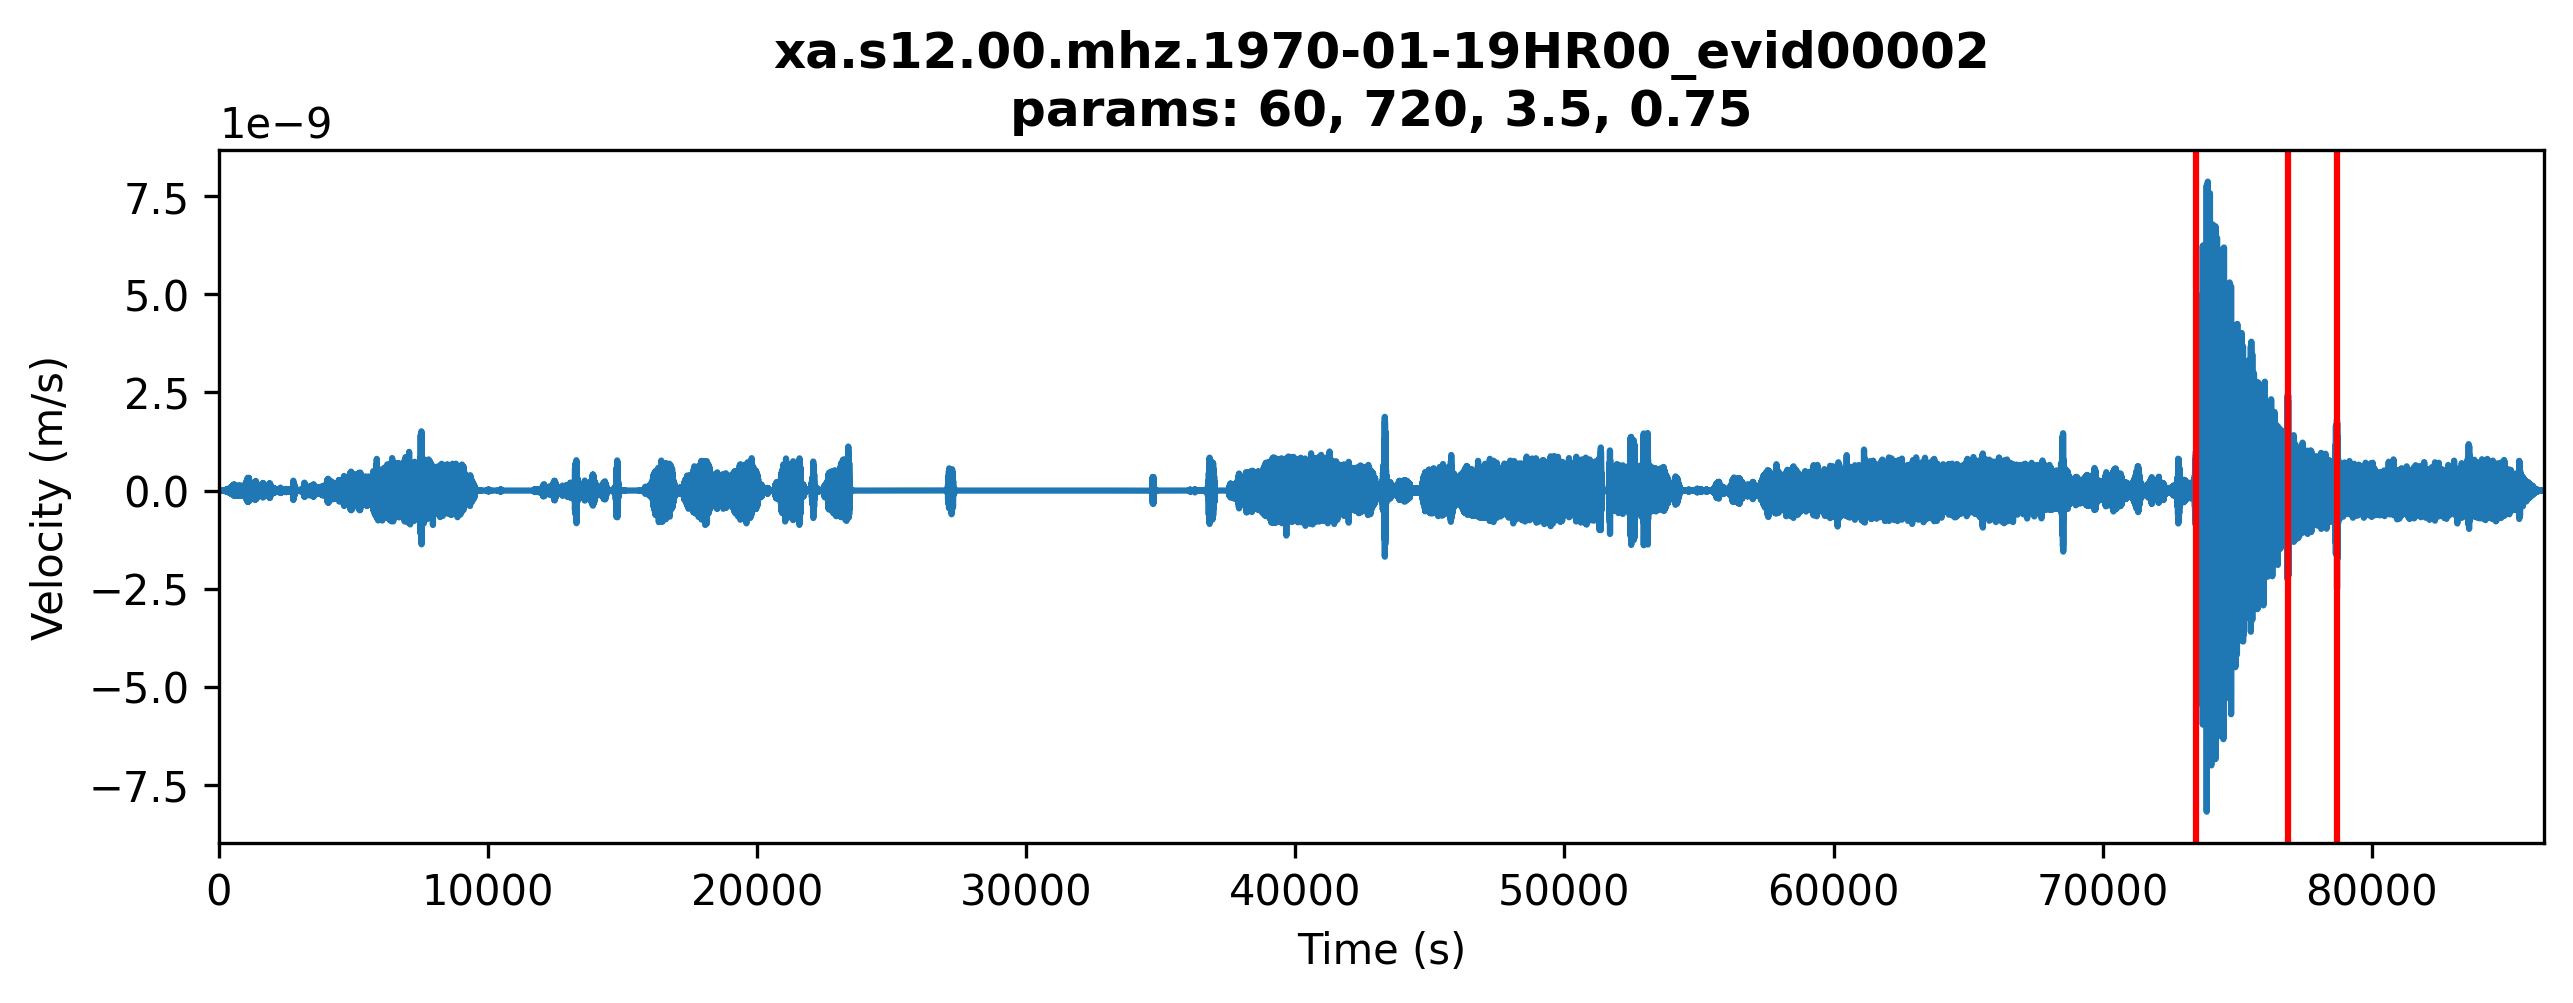 xa.s12.00.mhz.1970-01-19HR00_evid00002
params: 60, 720, 3.5, 0.75
1e−9
Velocity (m/s)
7.5
5.0
2.5
0.0
−2.5
−5.0
−7.5
0 10000 20000 30000 40000 50000 60000 70000 80000
Time (s)